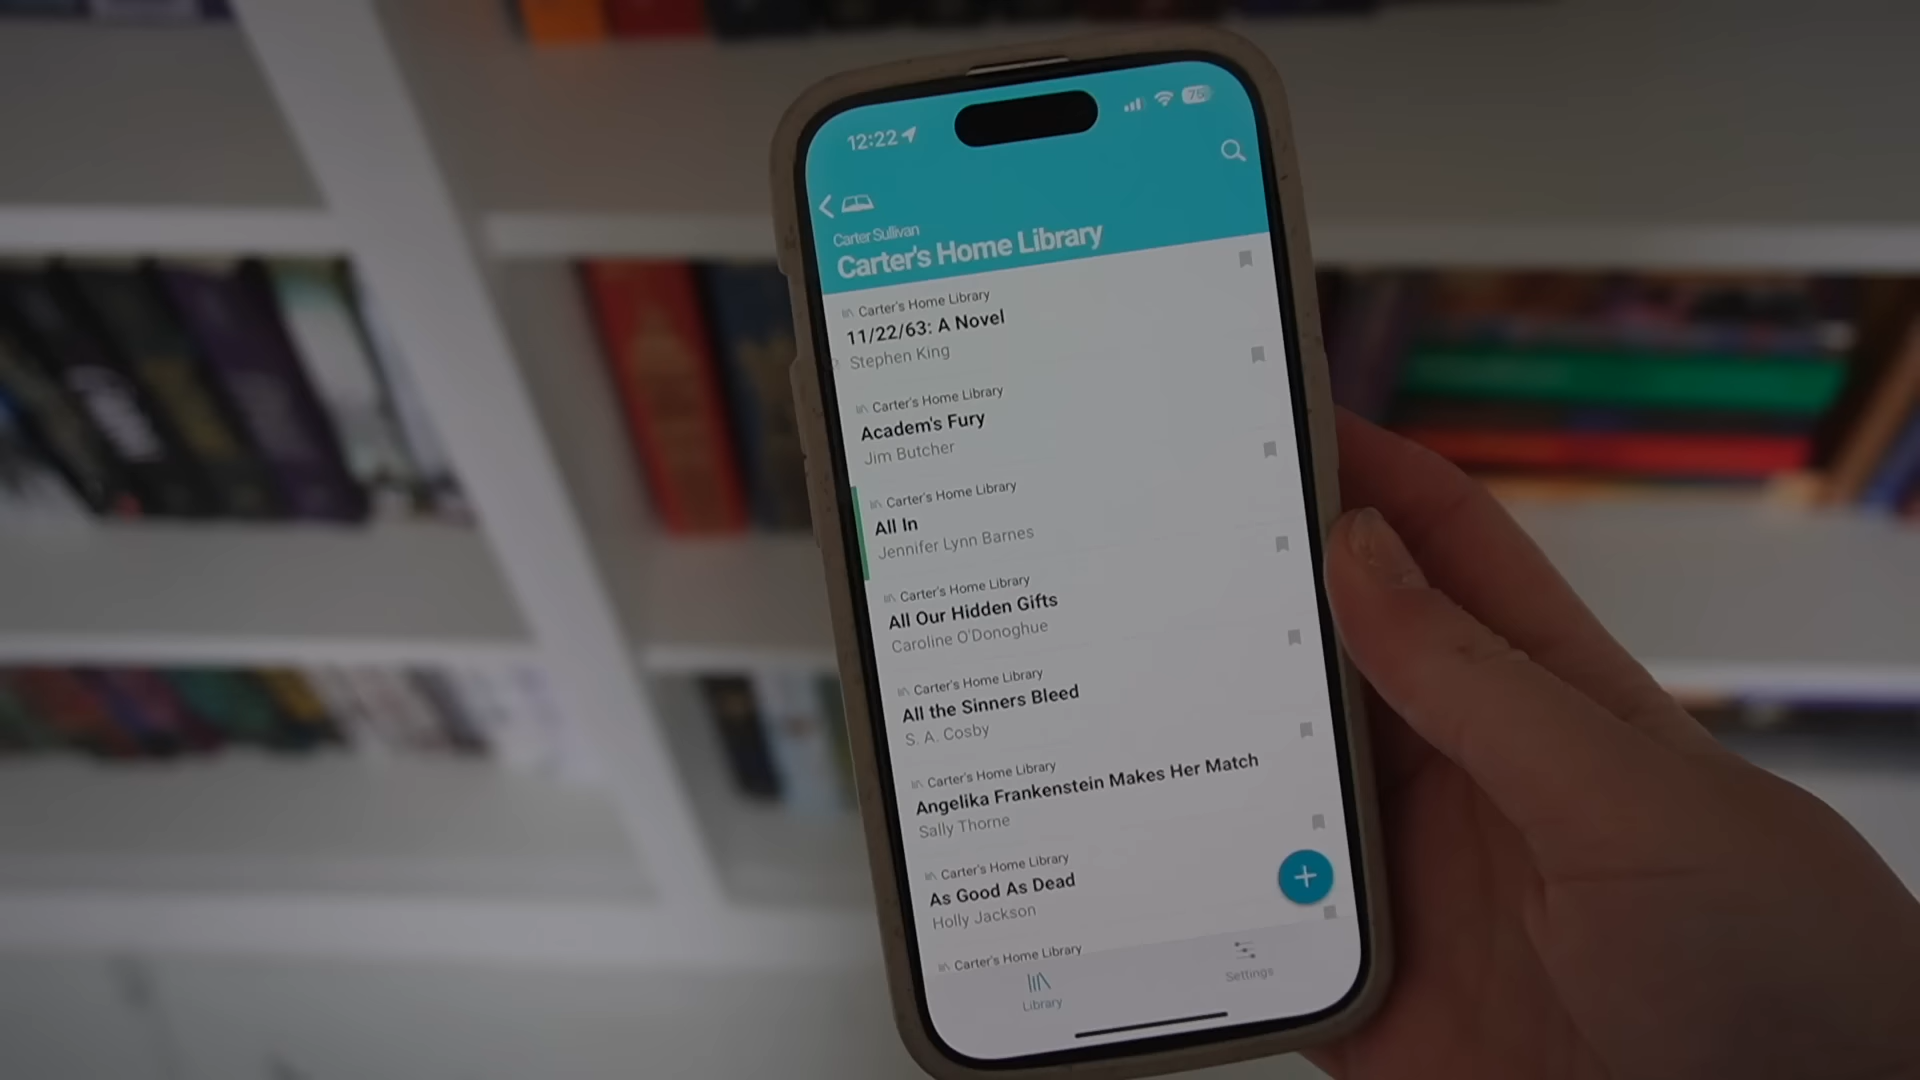 12:22
75
Carter Sullivan
Carter's Home Library
Carter's Home Library
11/22/63: A Novel
Stephen King
Carter's Home Library
Academ's Fury
Jim Butcher
Carter's Home Library
All In
Jennifer Lynn Barnes
Carter's Home Library
All Our Hidden Gifts
Caroline O'Donoghue
Carter's Home Library
All the Sinners Bleed
S. A. Cosby
Carter's Home Library
Angelika Frankenstein Makes Her Match
Sally Thorne
Carter's Home Library
As Good As Dead
Holly Jackson
Carter's Home Library
Library
Settings